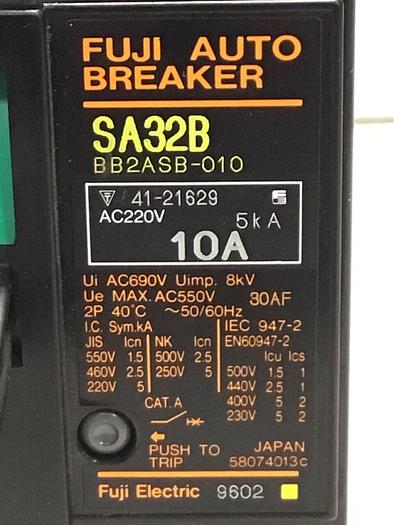 FUJI AUTO
BREAKER
SA32B
BB2ASB-010
41-21629
AC220V 5kA
10A
Ui AC690V Uimp. 8kV
Ue MAX. AC550V 30AF
2P 40°C ~50/60Hz
I.C. Sym.kA IEC 947-2
JIS Icn NK Icn EN60947-2
550V 1.5 500V 2.5 Icu Ics
460V 2.5 250V 5 500V 1.5 1
220V 5 440V 2.5 1
400V 5 2
CAT. A 230V 5 2
PUSH TO JAPAN
TRIP 58074013c
Fuji Electric 9602